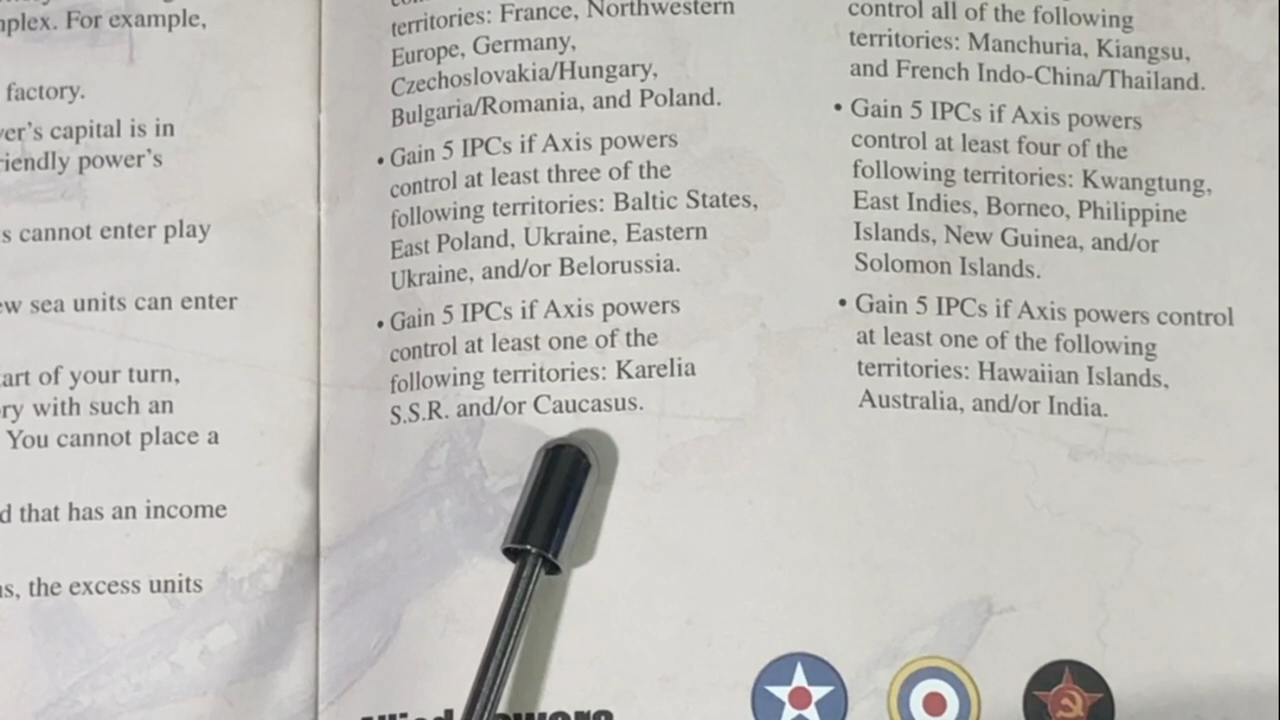 plex. For example,
factory.
er's capital is in
riendly power's
s cannot enter play
ew sea units can enter
art of your turn,
ry with such an
You cannot place a
d that has an income
s, the excess units
territories: France, Northwestern
Europe, Germany,
Czechoslovakia/Hungary,
Bulgaria/Romania, and Poland.
• Gain 5 IPCs if Axis powers
control at least three of the
following territories: Baltic States,
East Poland, Ukraine, Eastern
Ukraine, and/or Belorussia.
• Gain 5 IPCs if Axis powers
control at least one of the
following territories: Karelia
S.S.R. and/or Caucasus.
control all of the following
territories: Manchuria, Kiangsu,
and French Indo-China/Thailand.
• Gain 5 IPCs if Axis powers
control at least four of the
following territories: Kwangtung,
East Indies, Borneo, Philippine
Islands, New Guinea, and/or
Solomon Islands.
• Gain 5 IPCs if Axis powers control
at least one of the following
territories: Hawaiian Islands,
Australia, and/or India.